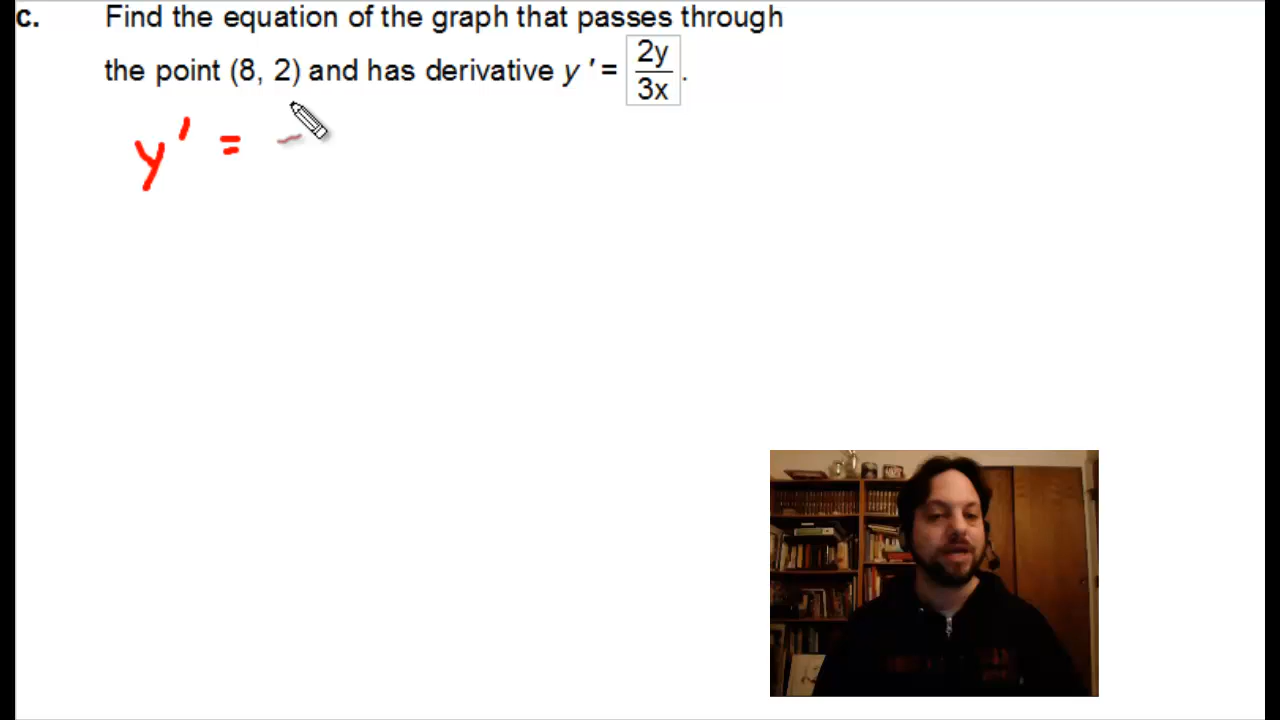 c. Find the equation of the graph that passes through
the point (8, 2) and has derivative y ′ = 2y/3x.
y' =